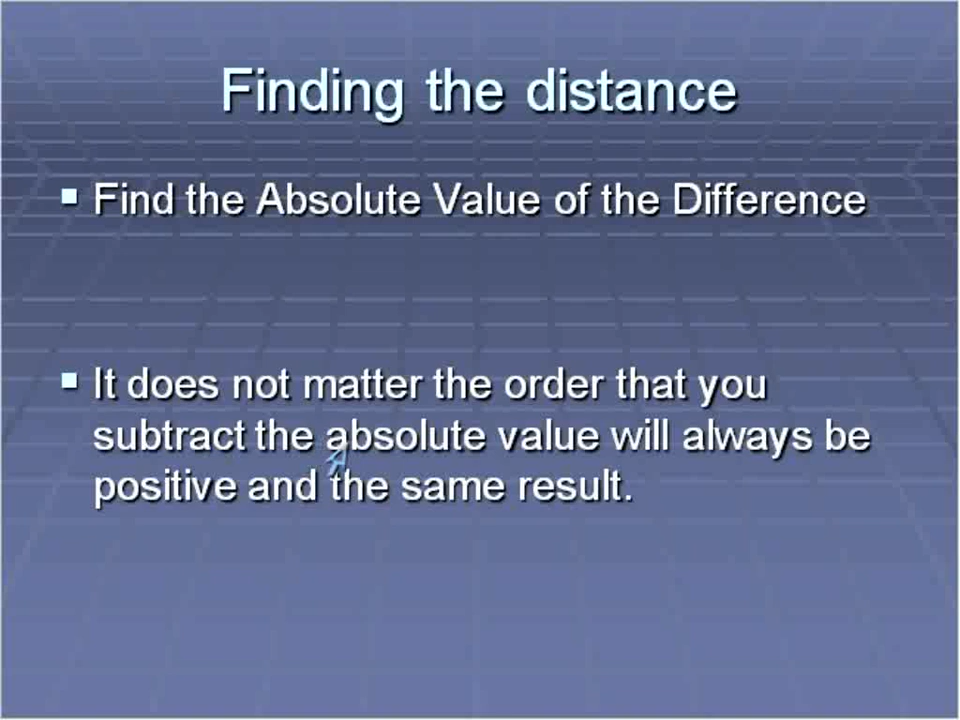 Finding the distance
Find the Absolute Value of the Difference
It does not matter the order that you
subtract the absolute value will always be
positive and the same result.